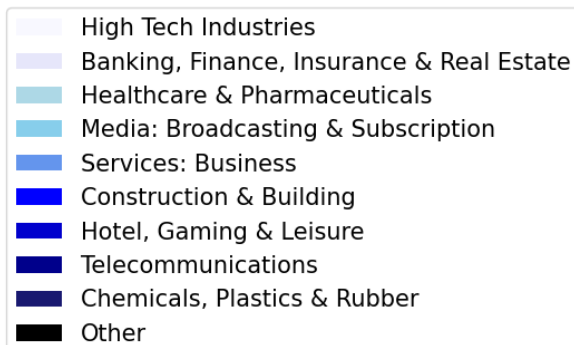 High Tech Industries
Banking, Finance, Insurance & Real Estate
Healthcare & Pharmaceuticals
Media: Broadcasting & Subscription
Services: Business
Construction & Building
Hotel, Gaming & Leisure
Telecommunications
Chemicals, Plastics & Rubber
Other